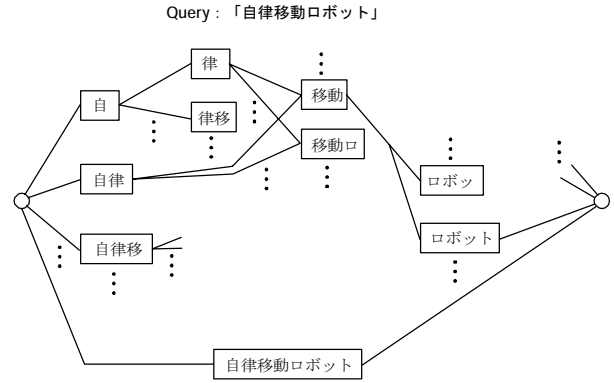 Query：「自律移動ロボット」
律
移動
自
律移
移動ロ
自律
ロボッ
自律移
ロボット
自律移動ロボット